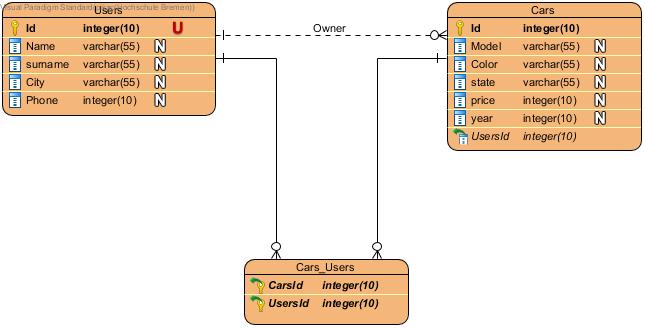 Visual Paradigm Standard (Hochschule Bremen))
Users
Id integer(10) U
Name varchar(55) N
surname varchar(55) N
City varchar(55) N
Phone integer(10) N
Owner
Cars
Id integer(10)
Model varchar(55) N
Color varchar(55) N
state varchar(55) N
price integer(10) N
year integer(10) N
UsersId integer(10)
Cars_Users
CarsId integer(10)
UsersId integer(10)